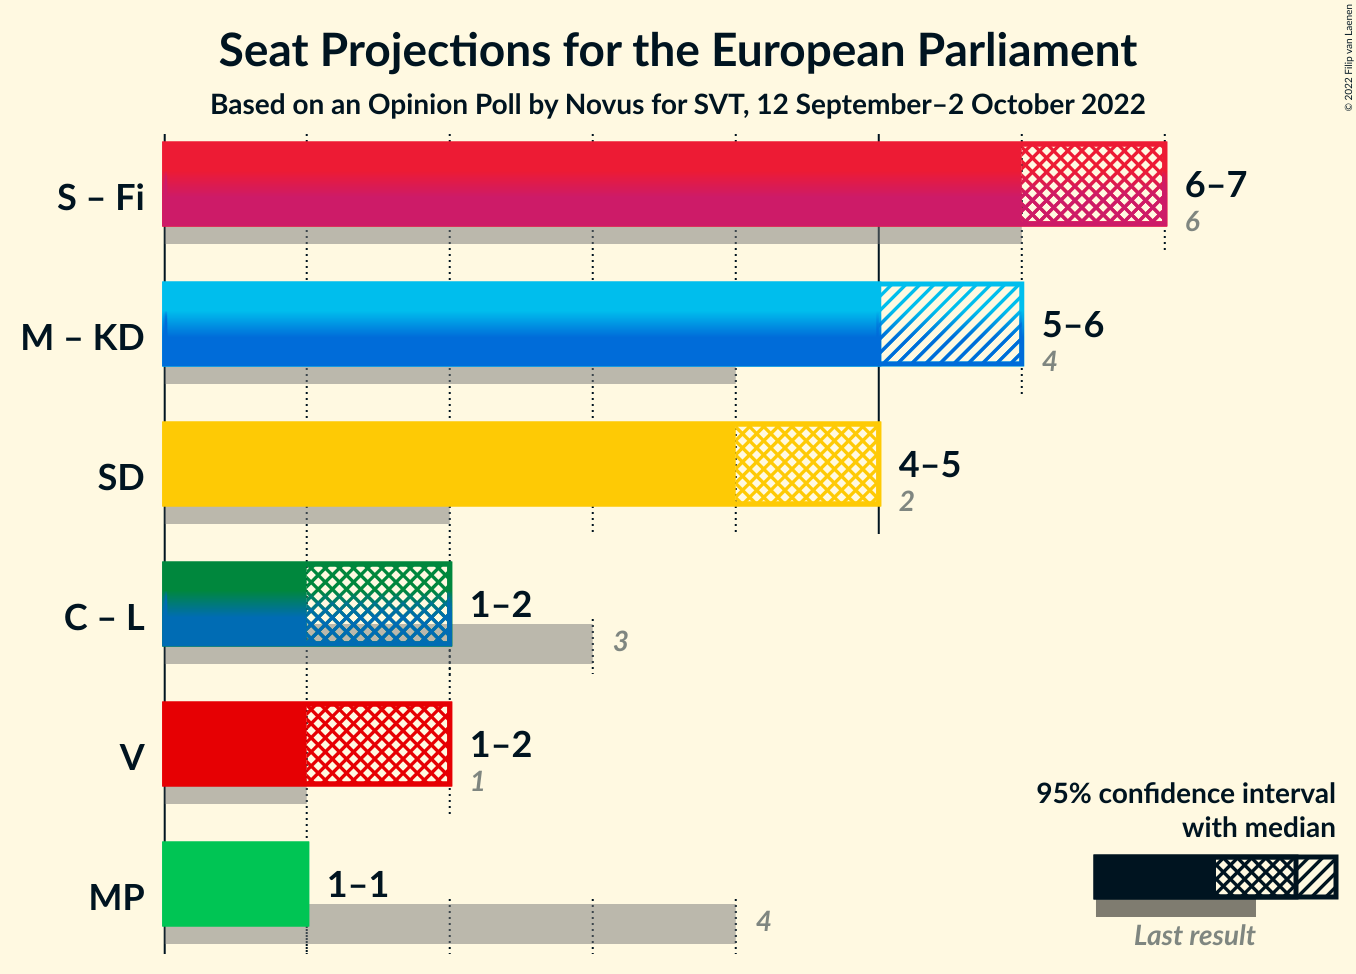 © 2022 Filip van Laenen
Seat Projections for the European Parliament
Based on an Opinion Poll by Novus for SVT, 12 September–2 October 2022
S – Fi
6–7
6
M – KD
5–6
4
SD
4–5
2
C – L
1–2
3
V
1–2
1
MP
1–1
4
95% confidence interval
with median
Last result